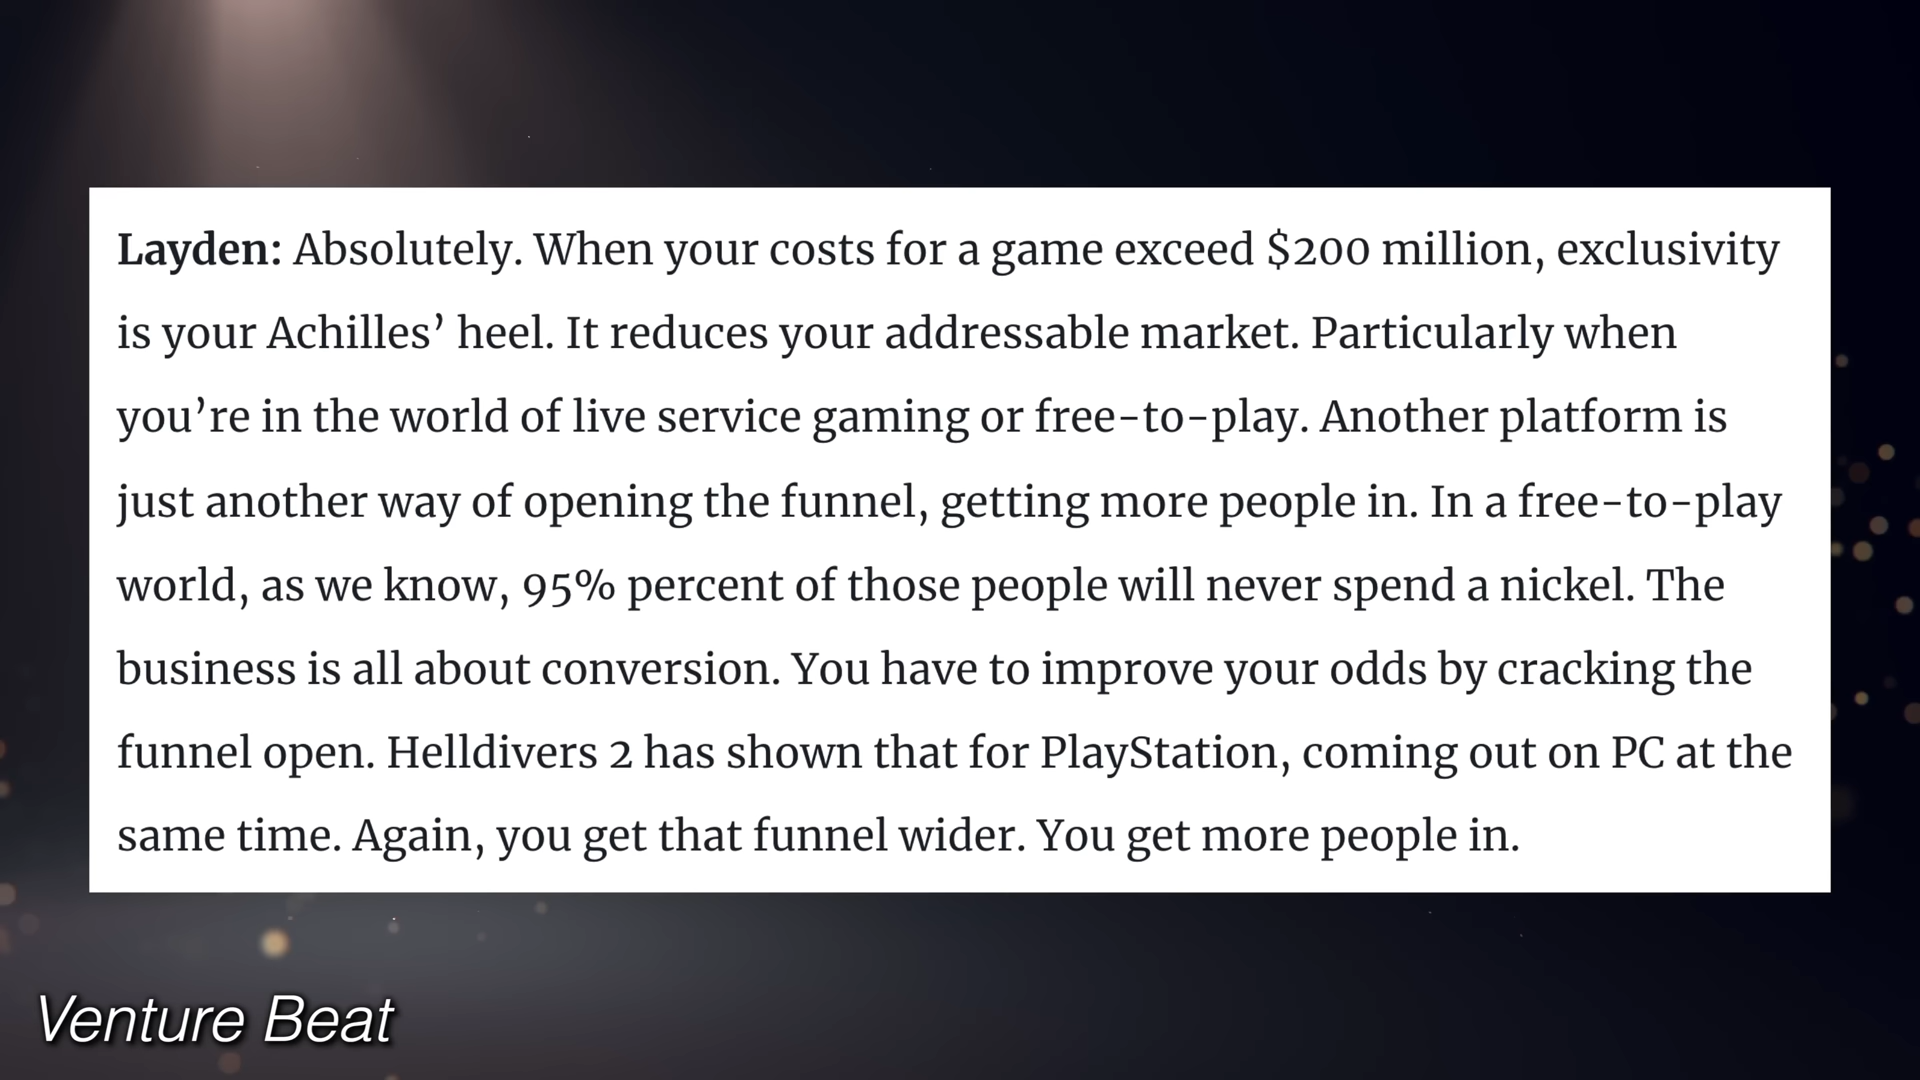 Layden: Absolutely. When your costs for a game exceed $200 million, exclusivity
is your Achilles’ heel. It reduces your addressable market. Particularly when
you’re in the world of live service gaming or free-to-play. Another platform is
just another way of opening the funnel, getting more people in. In a free-to-play
world, as we know, 95% percent of those people will never spend a nickel. The
business is all about conversion. You have to improve your odds by cracking the
funnel open. Helldivers 2 has shown that for PlayStation, coming out on PC at the
same time. Again, you get that funnel wider. You get more people in.
Venture Beat